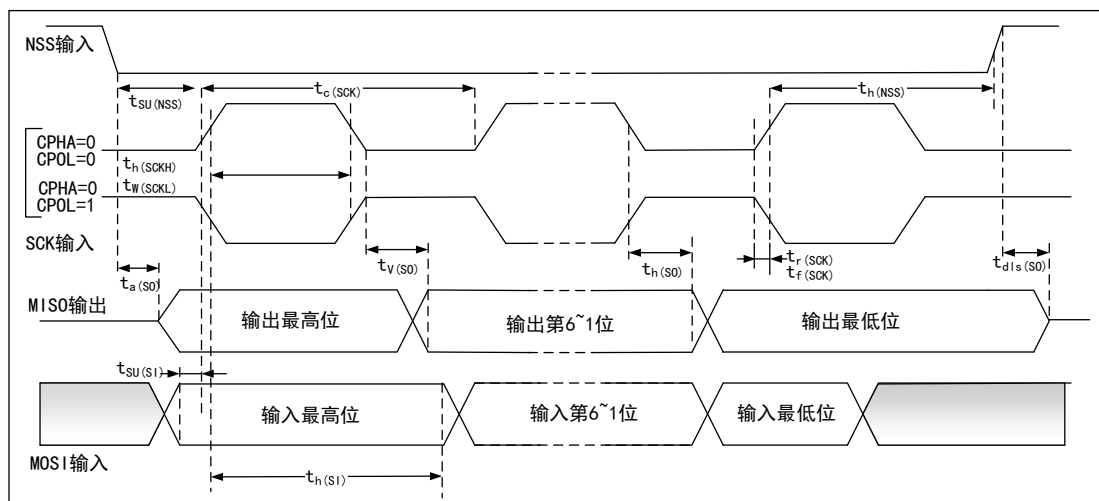 NSS输入
tSU(NSS)
tc(SCK)
th(NSS)
CPHA=0
CPOL=0
th(SCKH)
CPHA=0
tW(SCKL)
CPOL=1
SCK输入
ta(SO)
tV(SO)
th(SO)
tr(SCK)
tf(SCK)
tdis(SO)
MISO输出
输出最高位
输出第6~1位
输出最低位
tSU(SI)
输入最高位
输入第6~1位
输入最低位
MOSI输入
th(SI)